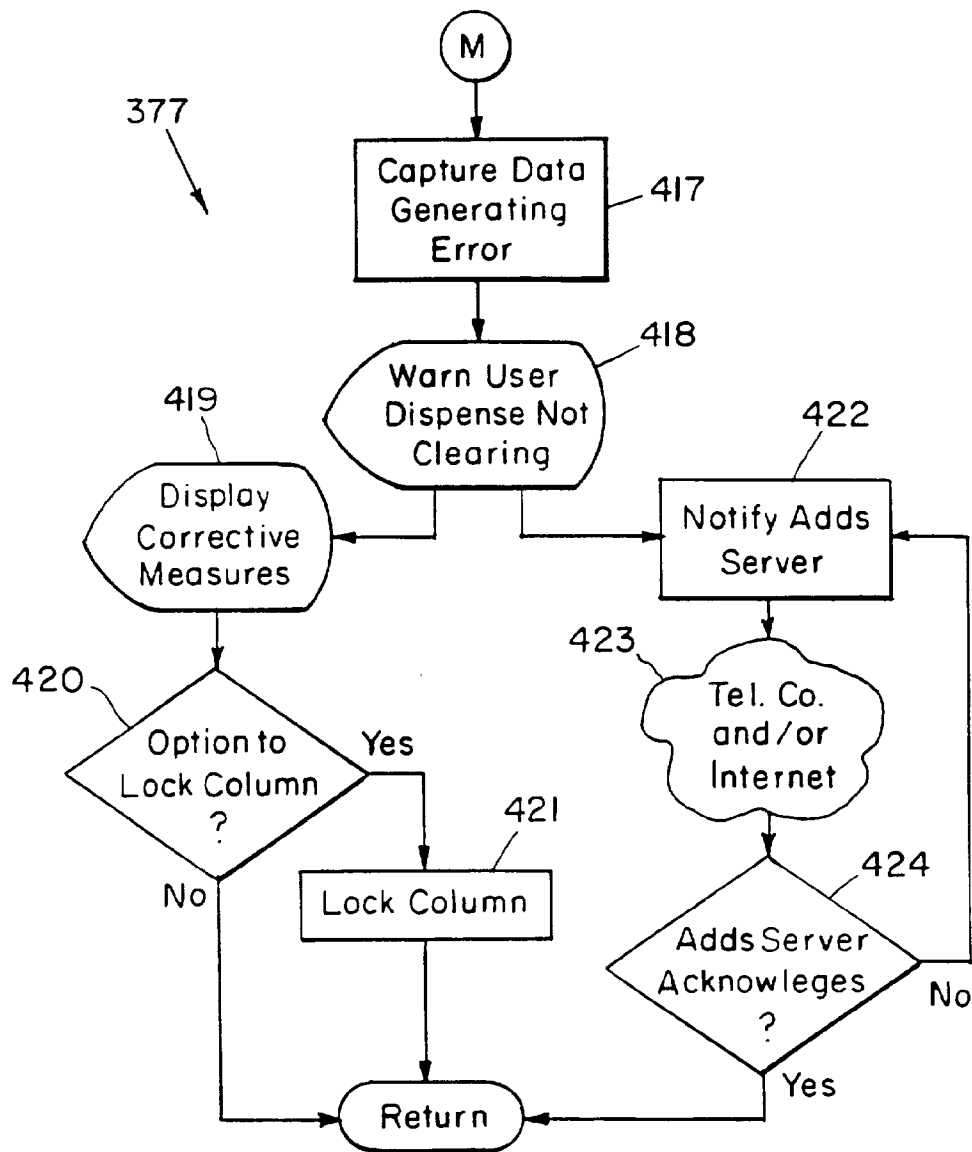 M
377
Capture Data
Generating
Error
417
Warn User
Dispense Not
Clearing
418
419
Display
Corrective
Measures
422
Notify Adds
Server
423
Tel. Co.
and/or
Internet
420
Option to
Lock Column
?
Yes
No
421
Lock Column
424
Adds Server
Acknowleges
?
No
Yes
Return